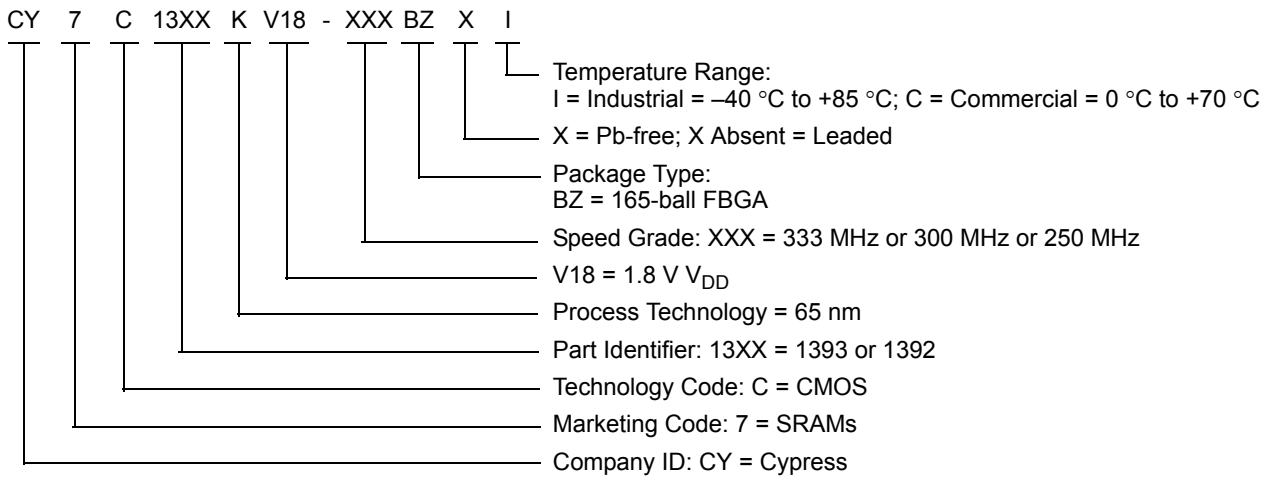 CY 7 C 13XX K V18 - XXX BZ X I
Temperature Range:
I = Industrial = –40 °C to +85 °C; C = Commercial = 0 °C to +70 °C
X = Pb-free; X Absent = Leaded
Package Type:
BZ = 165-ball FBGA
Speed Grade: XXX = 333 MHz or 300 MHz or 250 MHz
V18 = 1.8 V VDD
Process Technology = 65 nm
Part Identifier: 13XX = 1393 or 1392
Technology Code: C = CMOS
Marketing Code: 7 = SRAMs
Company ID: CY = Cypress